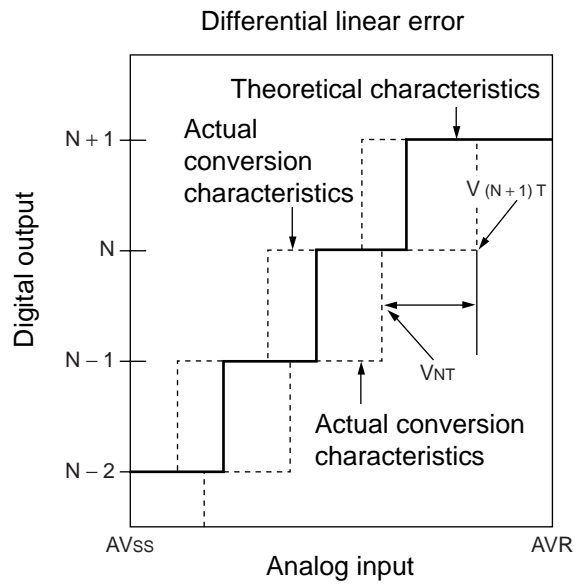 Differential linear error
Theoretical characteristics
Actual
conversion
characteristics
N + 1
V (N + 1) T
N
Digital output
N − 1
VNT
Actual conversion
characteristics
N − 2
AVSS
AVR
Analog input